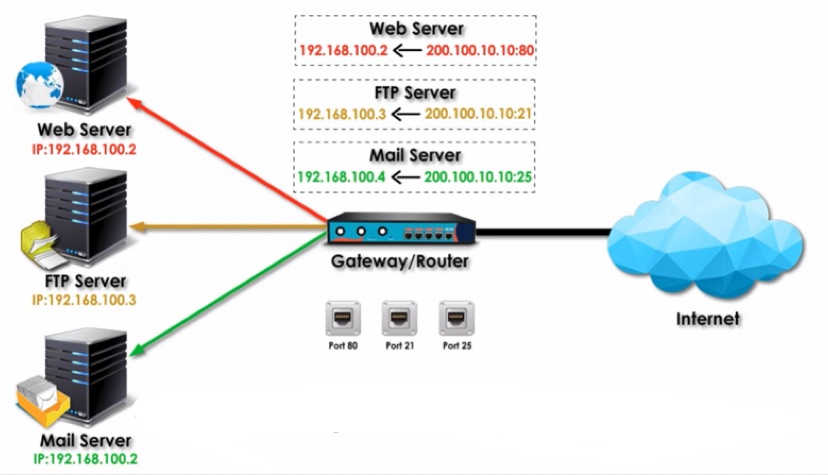 Web Server
192.168.100.2 ← 200.100.10.10:80
FTP Server
192.168.100.3 ← 200.100.10.10:21
Mail Server
192.168.100.4 ← 200.100.10.10:25
Web Server
IP:192.168.100.2
FTP Server
IP:192.168.100.3
Mail Server
IP:192.168.100.2
Gateway/Router
Port 80
Port 21
Port 25
Internet